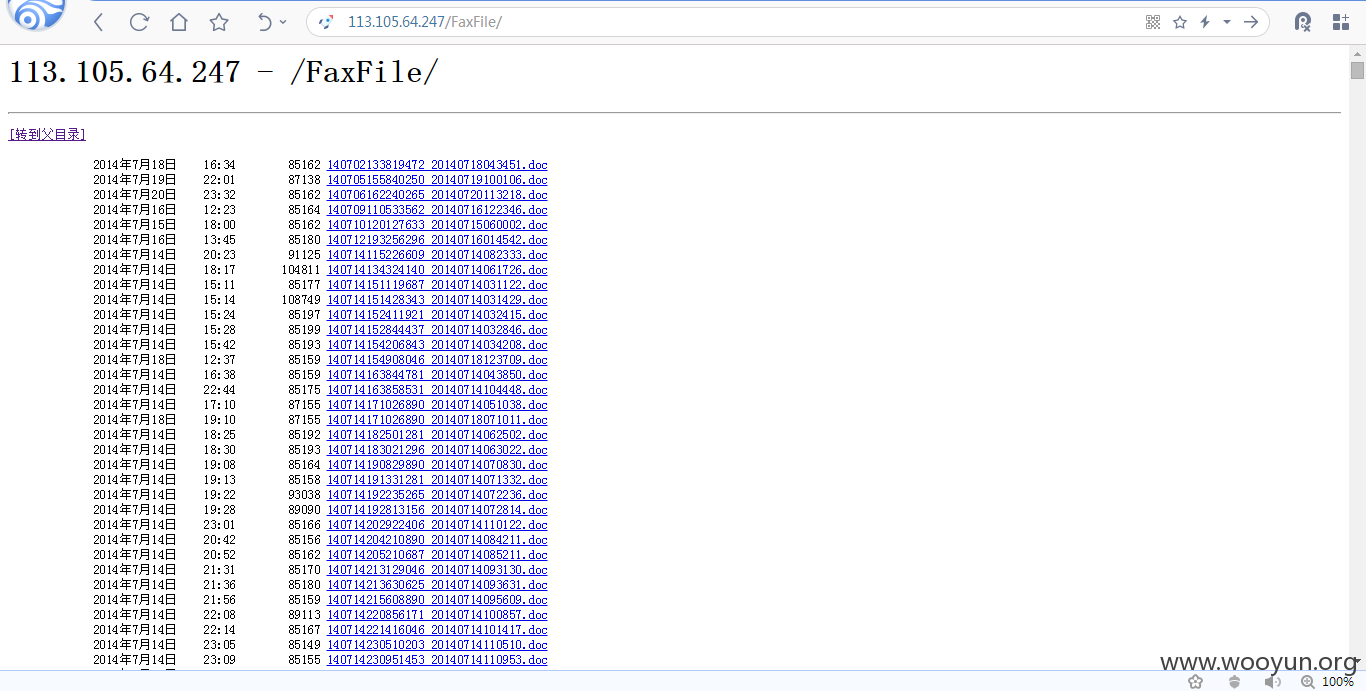 113.105.64.247/FaxFile/
113.105.64.247 - /FaxFile/
[转到父目录]
2014年7月18日 16:34 85162 140702133819472_20140718043451.doc
2014年7月19日 22:01 87138 140705155840250_20140719100106.doc
2014年7月20日 23:32 85162 140706162240265_20140720113218.doc
2014年7月16日 12:23 85164 140709110533562_20140716122346.doc
2014年7月15日 18:00 85162 140710120127633_20140715060002.doc
2014年7月16日 13:45 85180 140712193256296_20140716014542.doc
2014年7月14日 20:23 91125 140714115226609_20140714082333.doc
2014年7月14日 18:17 104811 140714134324140_20140714061726.doc
2014年7月14日 15:11 85177 140714151119687_20140714031122.doc
2014年7月14日 15:14 108749 140714151428343_20140714031429.doc
2014年7月14日 15:24 85197 140714152411921_20140714032415.doc
2014年7月14日 15:28 85199 140714152844437_20140714032846.doc
2014年7月14日 15:42 85193 140714154206843_20140714034208.doc
2014年7月18日 12:37 85159 140714154908046_20140718123709.doc
2014年7月14日 16:38 85159 140714163844781_20140714043850.doc
2014年7月14日 22:44 85175 140714163858531_20140714104448.doc
2014年7月14日 17:10 87155 140714171026890_20140714051038.doc
2014年7月18日 19:10 87155 140714171026890_20140718071011.doc
2014年7月14日 18:25 85192 140714182501281_20140714062502.doc
2014年7月14日 18:30 85193 140714183021296_20140714063022.doc
2014年7月14日 19:08 85164 140714190829890_20140714070830.doc
2014年7月14日 19:13 85158 140714191331281_20140714071332.doc
2014年7月14日 19:22 93038 140714192235265_20140714072236.doc
2014年7月14日 19:28 89090 140714192813156_20140714072814.doc
2014年7月14日 23:01 85166 140714202922406_20140714110122.doc
2014年7月14日 20:42 85156 140714204210890_20140714084211.doc
2014年7月14日 20:52 85162 140714205210687_20140714085211.doc
2014年7月14日 21:31 85170 140714213129046_20140714093130.doc
2014年7月14日 21:36 85180 140714213630625_20140714093631.doc
2014年7月14日 21:56 85159 140714215608890_20140714095609.doc
2014年7月14日 22:08 89113 140714220856171_20140714100857.doc
2014年7月14日 22:14 85167 140714221416046_20140714101417.doc
2014年7月14日 23:05 85149 140714230510203_20140714110510.doc
2014年7月14日 23:09 85155 140714230951453_20140714110953.doc
www.wooyun.org
100%